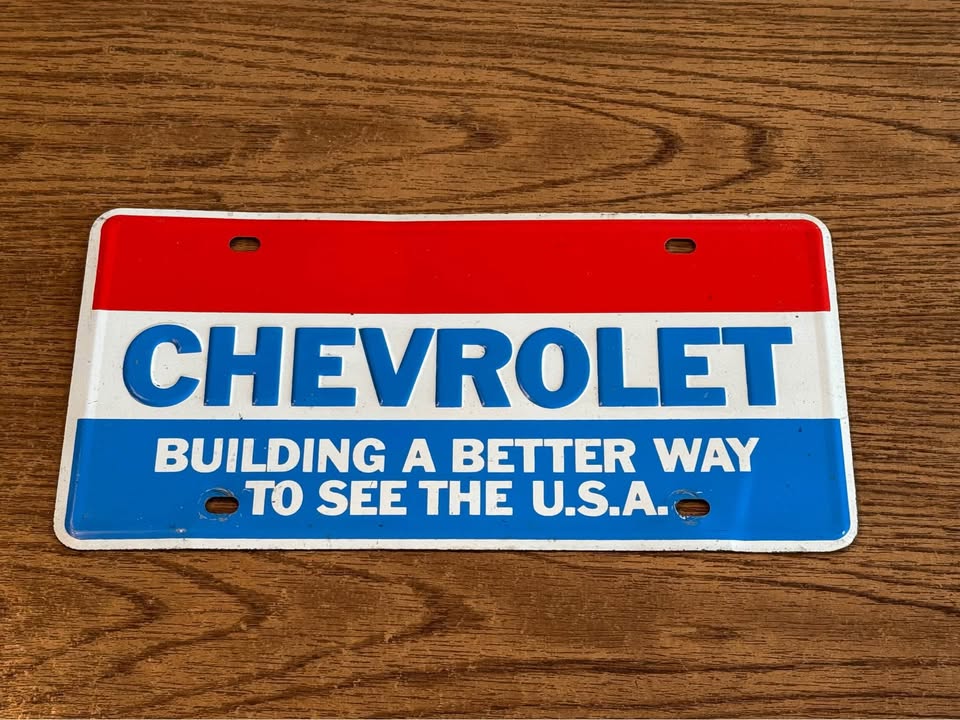 CHEVROLET
BUILDING A BETTER WAY
TO SEE THE U.S.A.